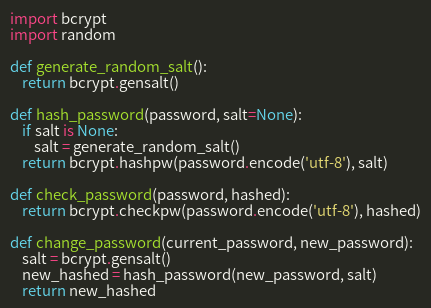 import bcrypt
import random

def generate_random_salt():
    return bcrypt.gensalt()

def hash_password(password, salt=None):
    if salt is None:
        salt = generate_random_salt()
    return bcrypt.hashpw(password.encode('utf-8'), salt)

def check_password(password, hashed):
    return bcrypt.checkpw(password.encode('utf-8'), hashed)

def change_password(current_password, new_password):
    salt = bcrypt.gensalt()
    new_hashed = hash_password(new_password, salt)
    return new_hashed